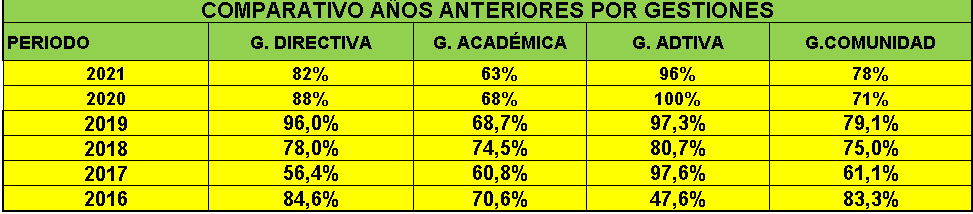 COMPARATIVO AÑOS ANTERIORES POR GESTIONES
PERIODO G. DIRECTIVA G. ACADÉMICA G. ADTIVA G.COMUNIDAD
2021 82% 63% 96% 78%
2020 88% 68% 100% 71%
2019 96,0% 68,7% 97,3% 79,1%
2018 78,0% 74,5% 80,7% 75,0%
2017 56,4% 60,8% 97,6% 61,1%
2016 84,6% 70,6% 47,6% 83,3%